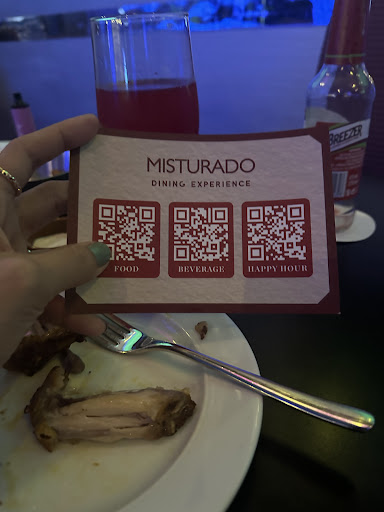 MISTURADO
DINING EXPERIENCE
FOOD
BEVERAGE
HAPPY HOUR
BREEZER